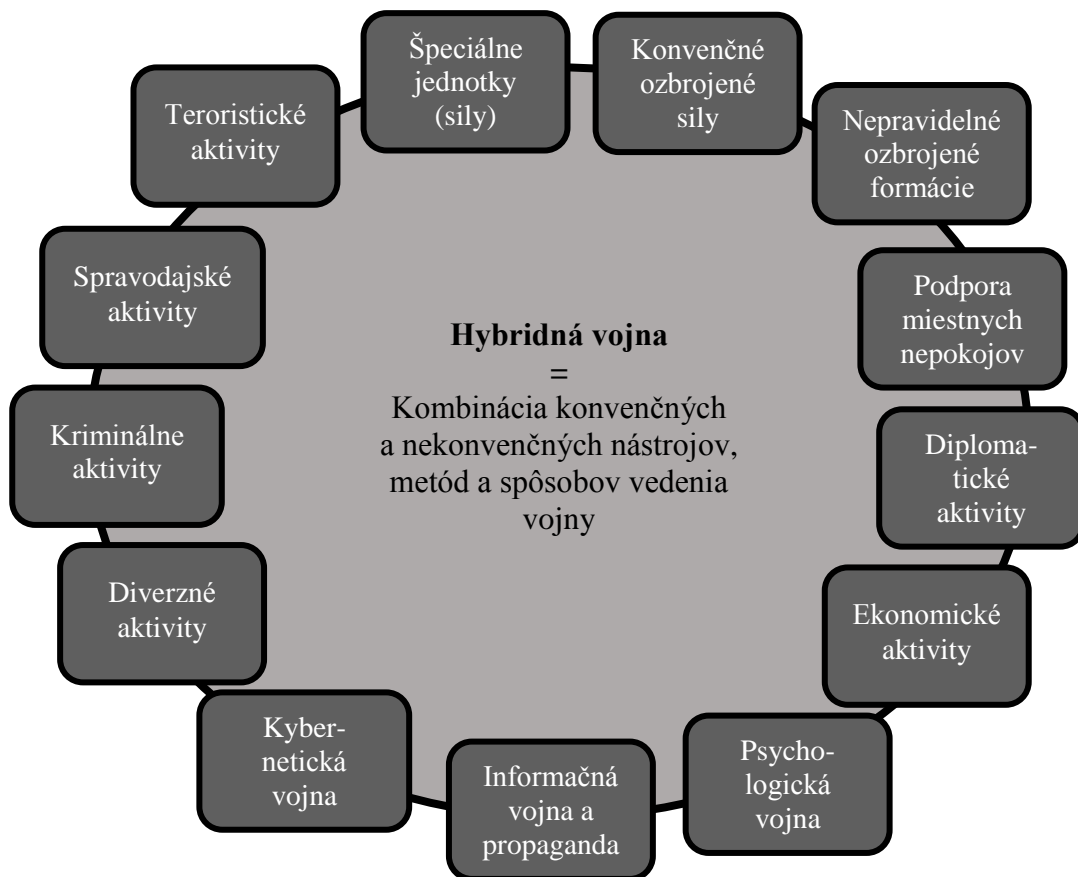 Špeciálne
jednotky
(sily)
Konvenčné
ozbrojené
sily
Nepravidelné
ozbrojené
formácie
Podpora
miestnych
nepokojov
Diploma-
tické
aktivity
Ekonomické
aktivity
Psycho-
logická
vojna
Informačná
vojna a
propaganda
Kyber-
netická
vojna
Diverzné
aktivity
Kriminálne
aktivity
Spravodajské
aktivity
Teroristické
aktivity
Hybridná vojna
=
Kombinácia konvenčných
a nekonvenčných nástrojov,
metód a spôsobov vedenia
vojny